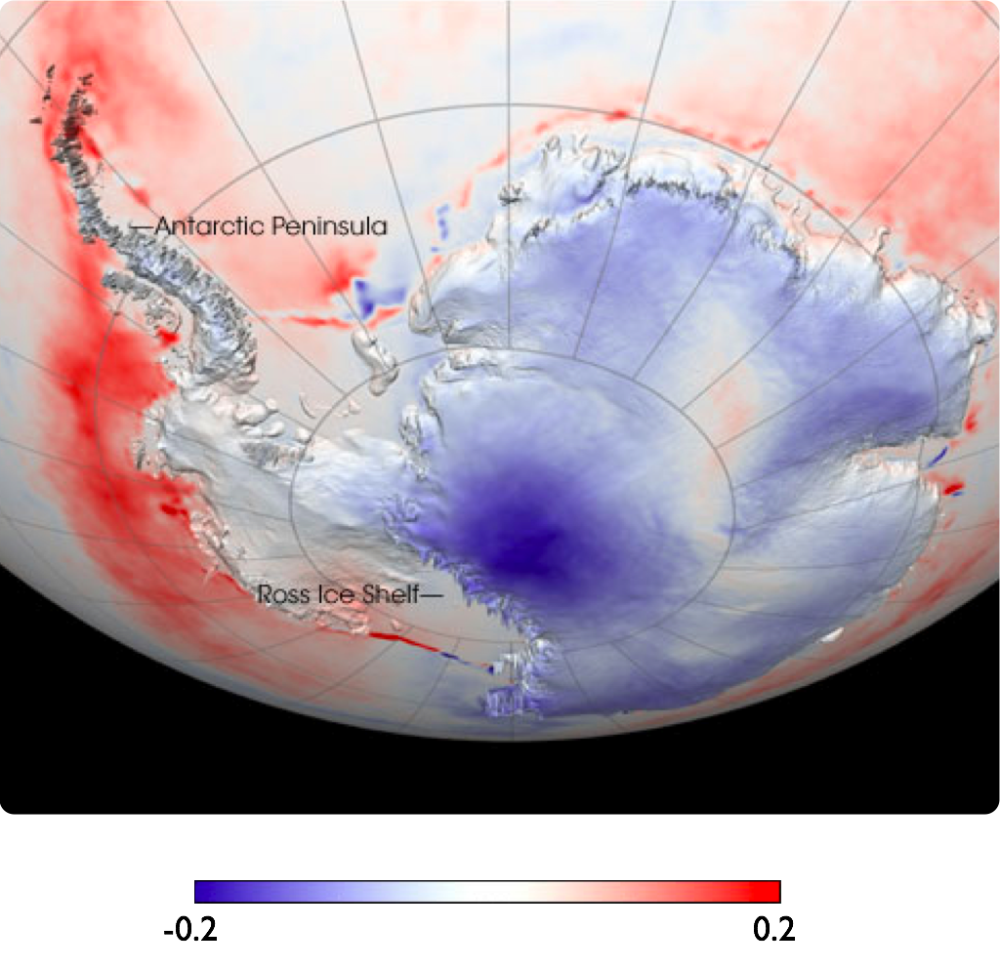 —Antarctic Peninsula
Ross Ice Shelf—
-0.2 0.2